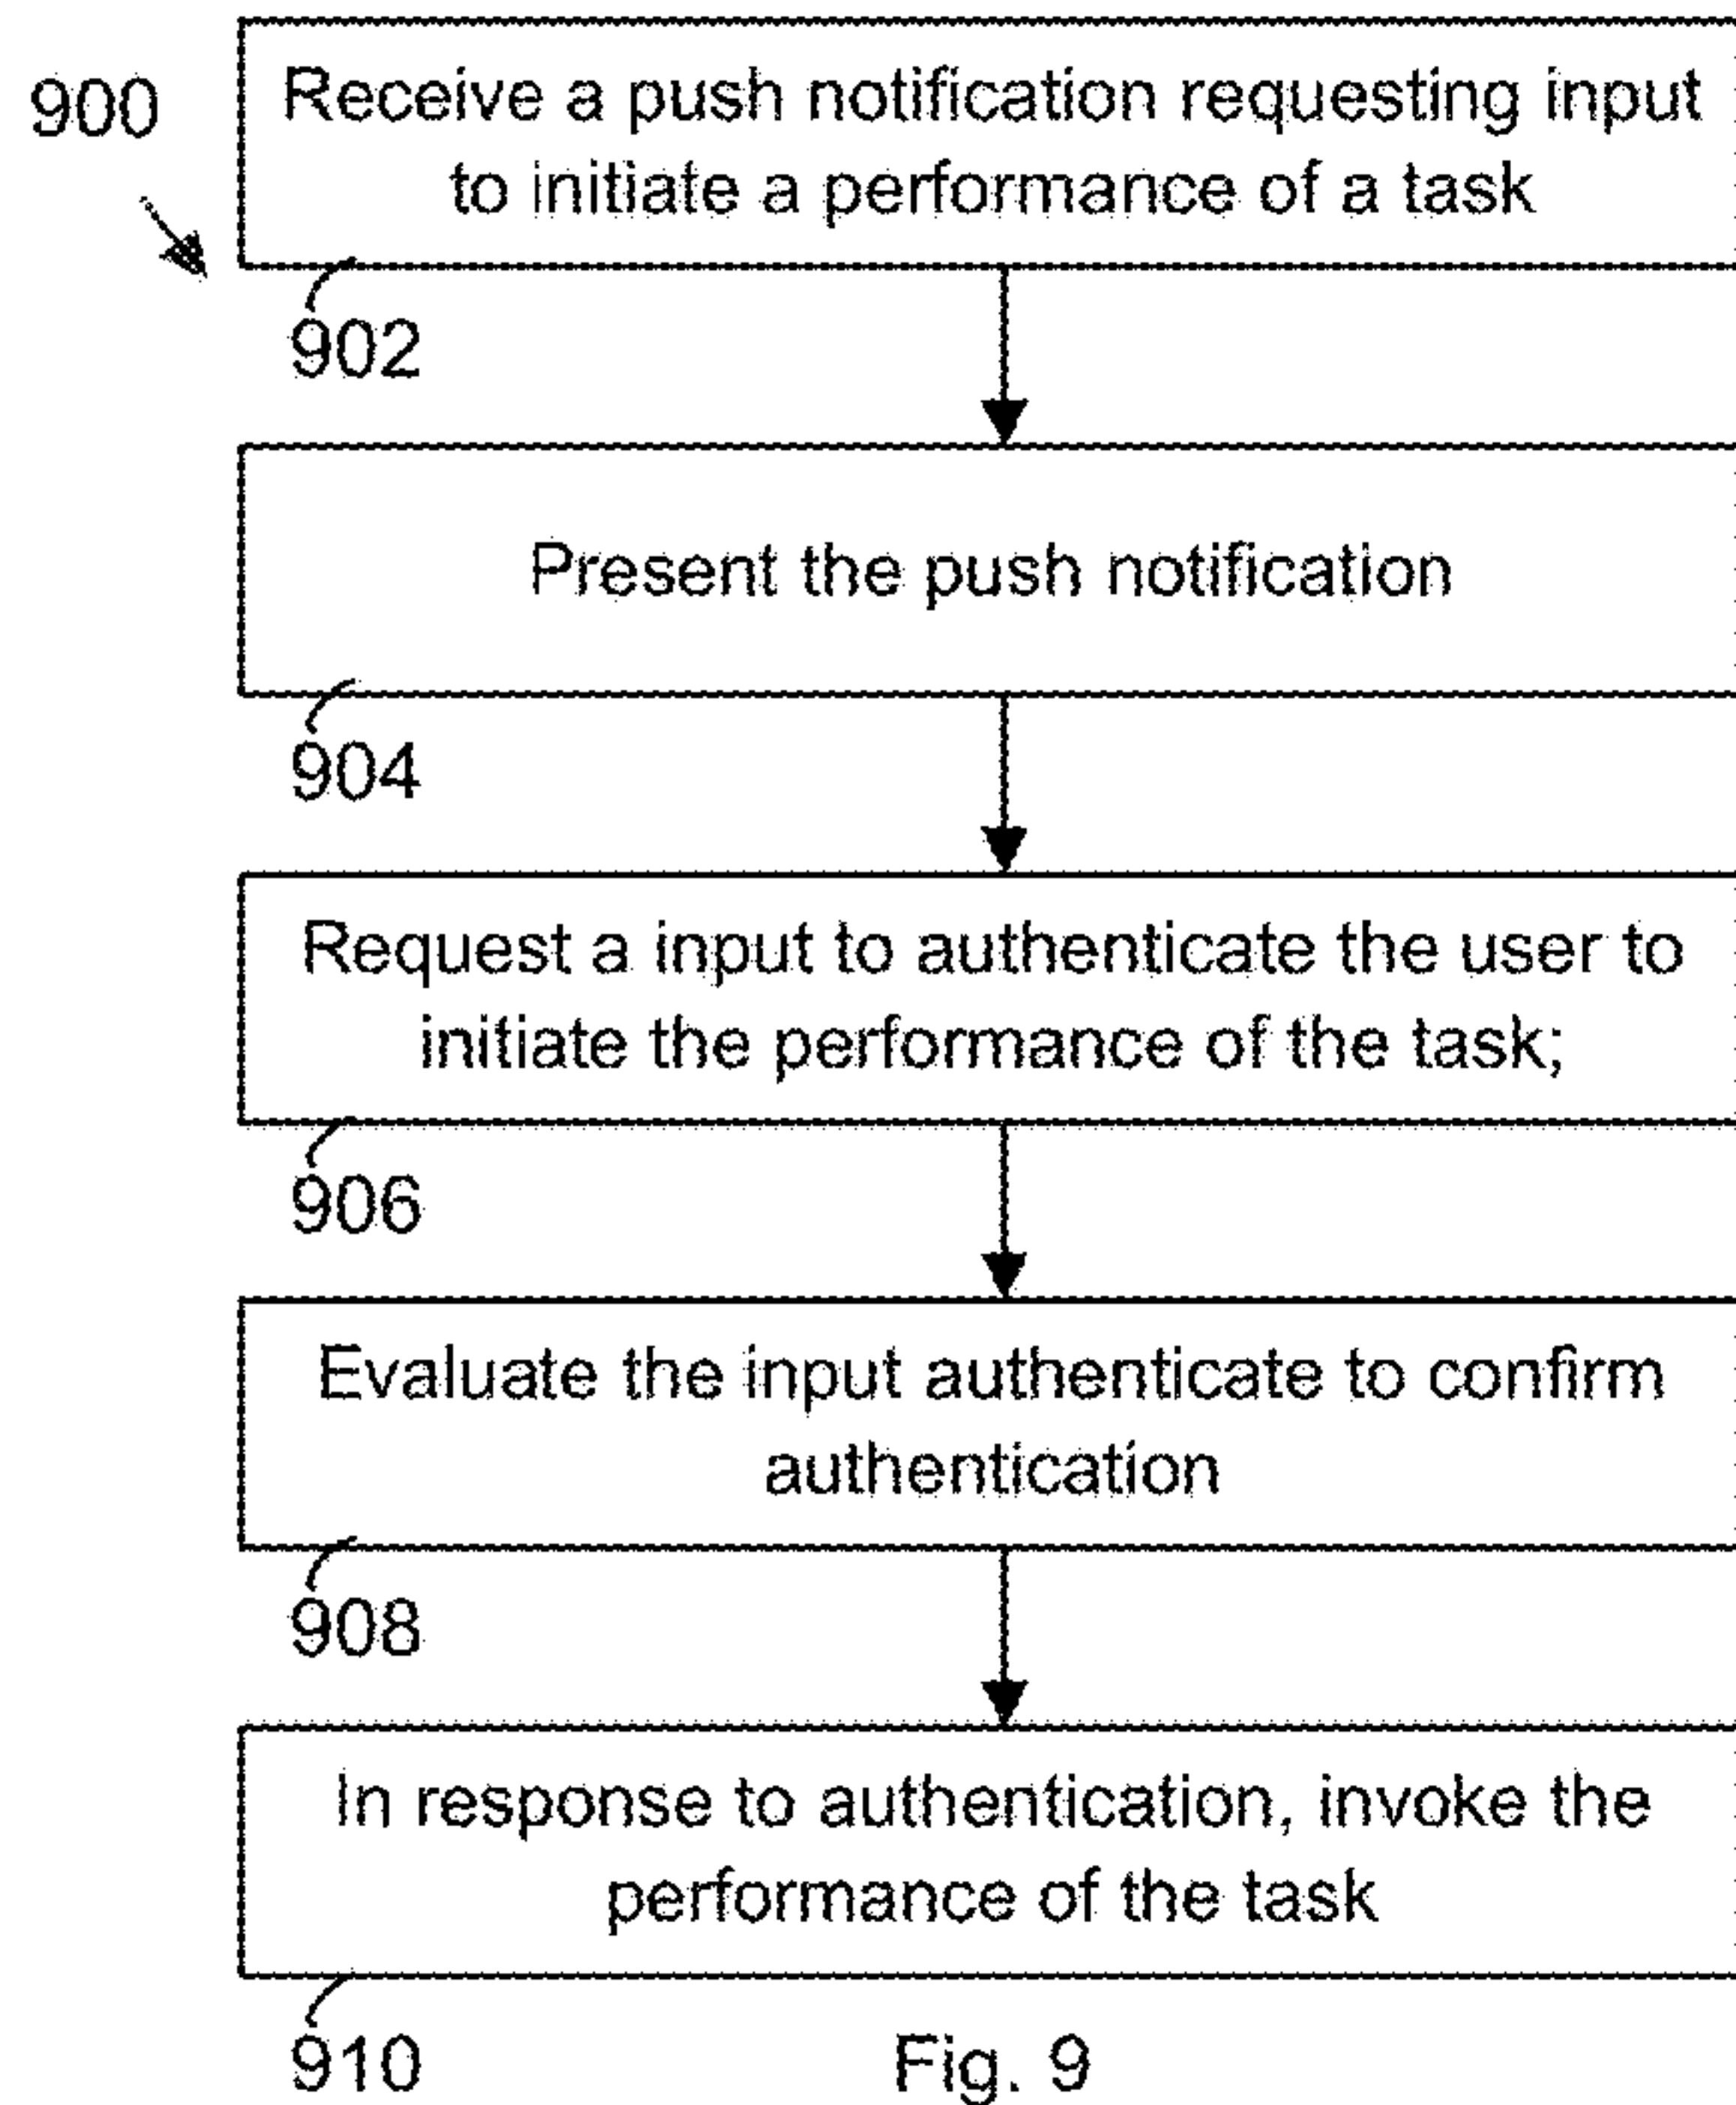 900
Receive a push notification requesting input
to initiate a performance of a task
902
Present the push notification
904
Request a input to authenticate the user to
initiate the performance of the task;
906
Evaluate the input authenticate to confirm
authentication
908
In response to authentication, invoke the
performance of the task
910
Fig. 9